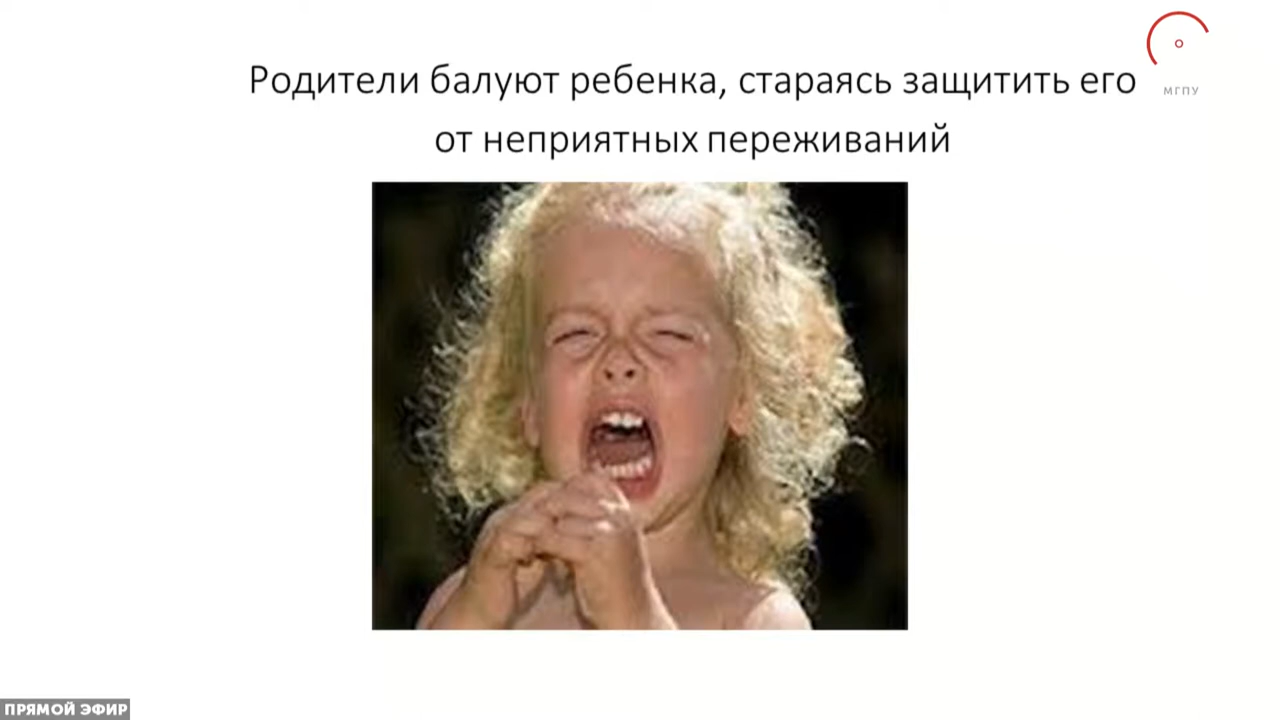 Родители балуют ребенка, стараясь защитить его
от неприятных переживаний
МГПУ
ПРЯМОЙ ЭФИР